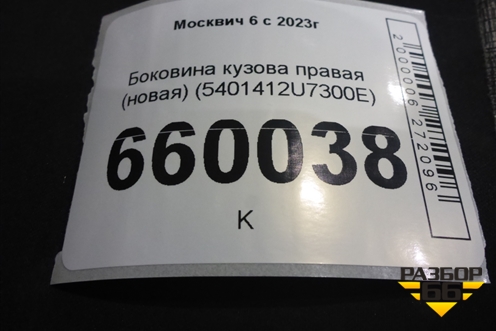 Москвич 6 с 2023г
Боковина кузова правая
(новая) (5401412U7300E)
660038
К
2000006272096
РАЗБОР
66